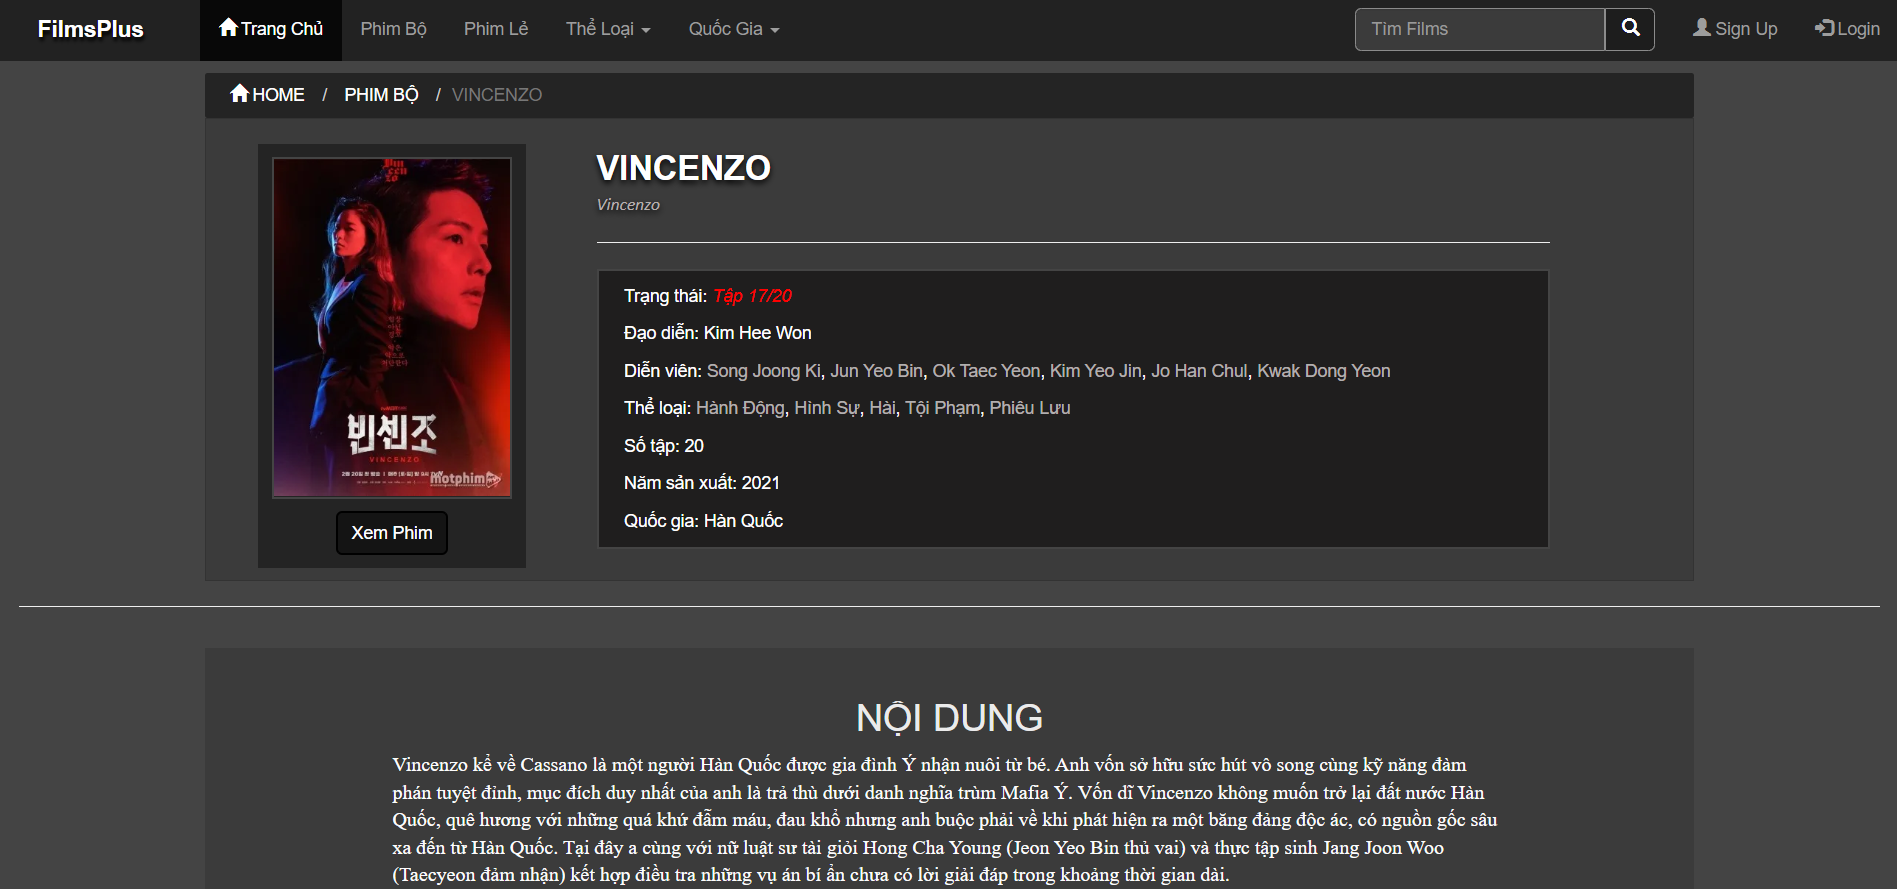 FilmsPlus
Trang Chủ
Phim Bộ
Phim Lẻ
Thể Loại
Quốc Gia
Tìm Films
Sign Up
Login
HOME / PHIM BỘ / VINCENZO
빈센조
VINCENZO
motphim
Xem Phim
VINCENZO
Vincenzo
Trạng thái: Tập 17/20
Đạo diễn: Kim Hee Won
Diễn viên: Song Joong Ki, Jun Yeo Bin, Ok Taec Yeon, Kim Yeo Jin, Jo Han Chul, Kwak Dong Yeon
Thể loại: Hành Động, Hình Sự, Hài, Tội Phạm, Phiêu Lưu
Số tập: 20
Năm sản xuất: 2021
Quốc gia: Hàn Quốc
NỘI DUNG
Vincenzo kể về Cassano là một người Hàn Quốc được gia đình Ý nhận nuôi từ bé. Anh vốn sở hữu sức hút vô song cùng kỹ năng đàm
phán tuyệt đỉnh, mục đích duy nhất của anh là trả thù dưới danh nghĩa trùm Mafia Ý. Vốn dĩ Vincenzo không muốn trở lại đất nước Hàn
Quốc, quê hương với những quá khứ đẫm máu, đau khổ nhưng anh buộc phải về khi phát hiện ra một băng đảng độc ác, có nguồn gốc sâu
xa đến từ Hàn Quốc. Tại đây a cùng với nữ luật sư tài giỏi Hong Cha Young (Jeon Yeo Bin thủ vai) và thực tập sinh Jang Joon Woo
(Taecyeon đảm nhận) kết hợp điều tra những vụ án bí ẩn chưa có lời giải đáp trong khoảng thời gian dài.